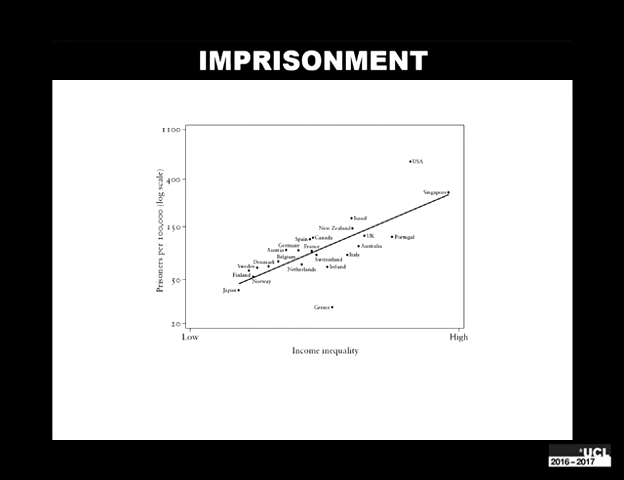 IMPRISONMENT
1100
400
150
50
20
Prisoners per 100,000 (log scale)
USA
Singapore
Israel
New Zealand
UK
Portugal
Spain
Canada
Australia
Germany
France
Austria
Italy
Belgium
Switzerland
Denmark
Sweden
Netherlands
Ireland
Finland
Norway
Japan
Greece
Low
High
Income inequality
UCL
2016–2017